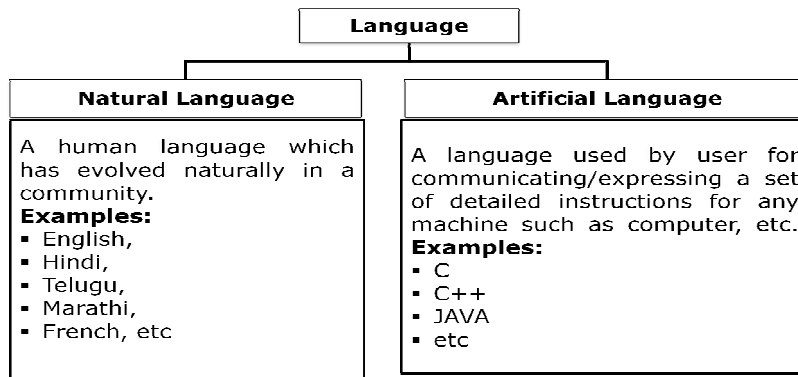 Language
Natural Language
A human language which
has evolved naturally in a
community.
Examples:
▪ English,
▪ Hindi,
▪ Telugu,
▪ Marathi,
▪ French, etc
Artificial Language
A language used by user for
communicating/expressing a set
of detailed instructions for any
machine such as computer, etc.
Examples:
▪ C
▪ C++
▪ JAVA
▪ etc